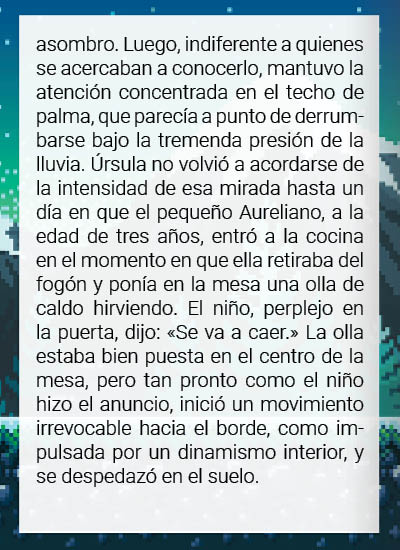 asombro. Luego, indiferente a quienes
se acercaban a conocerlo, mantuvo la
atención concentrada en el techo de
palma, que parecía a punto de derrum-
barse bajo la tremenda presión de la
lluvia. Úrsula no volvió a acordarse de
la intensidad de esa mirada hasta un
día en que el pequeño Aureliano, a la
edad de tres años, entró a la cocina
en el momento en que ella retiraba del
fogón y ponía en la mesa una olla de
caldo hirviendo. El niño, perplejo en
la puerta, dijo: «Se va a caer.» La olla
estaba bien puesta en el centro de la
mesa, pero tan pronto como el niño
hizo el anuncio, inició un movimiento
irrevocable hacia el borde, como im-
pulsada por un dinamismo interior, y
se despedazó en el suelo.